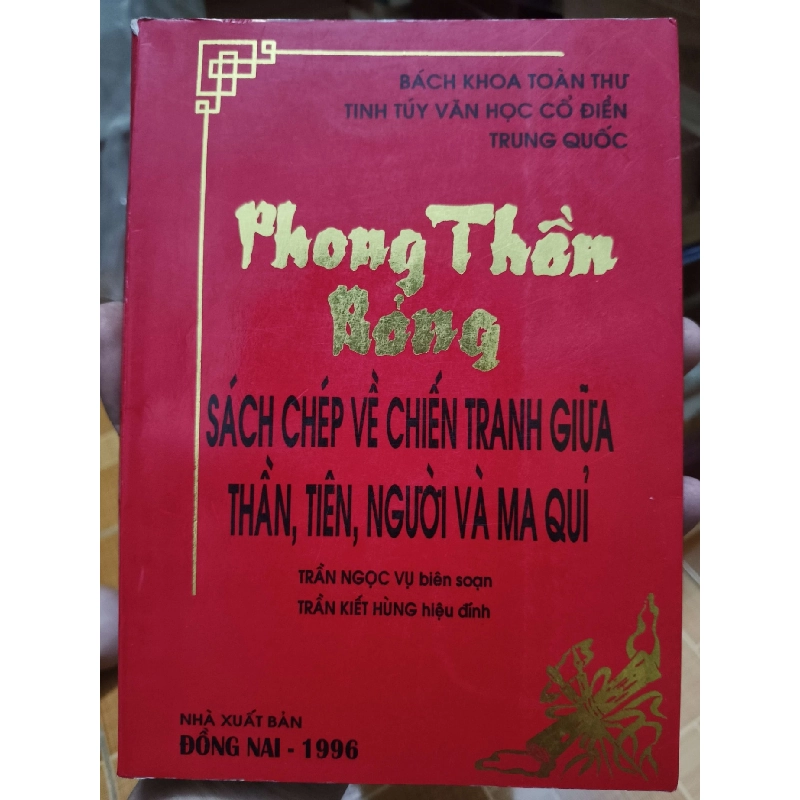 BÁCH KHOA TOÀN THƯ
TINH TÚY VĂN HỌC CỔ ĐIỂN
TRUNG QUỐC
Phong Thần
Bảng
SÁCH CHÉP VỀ CHIẾN TRANH GIỮA
THẦN, TIÊN, NGƯỜI VÀ MA QUỈ
TRẦN NGỌC VỤ biên soạn
TRẦN KIẾT HÙNG hiệu đính
NHÀ XUẤT BẢN
ĐỒNG NAI - 1996